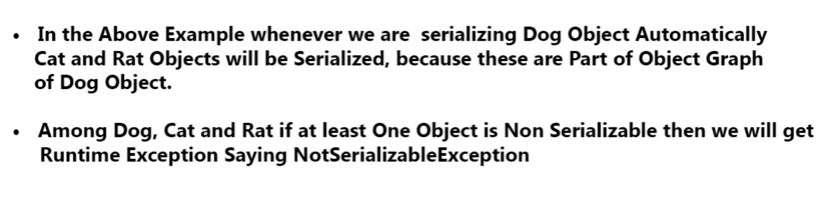 • In the Above Example whenever we are serializing Dog Object Automatically
Cat and Rat Objects will be Serialized, because these are Part of Object Graph
of Dog Object.
• Among Dog, Cat and Rat if at least One Object is Non Serializable then we will get
Runtime Exception Saying NotSerializableException